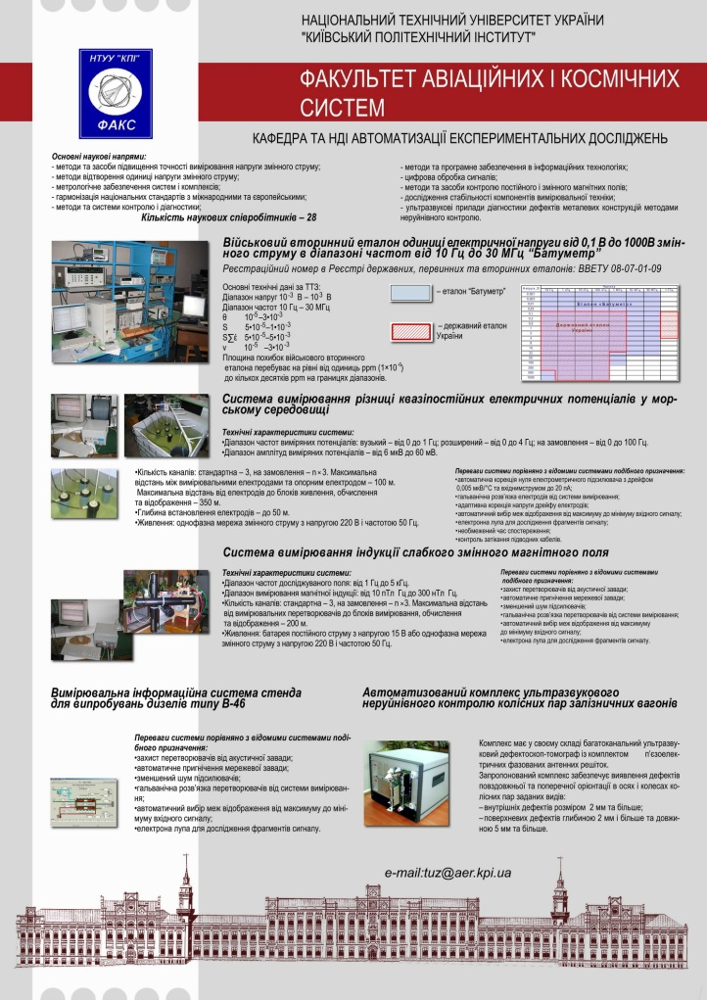 НАЦІОНАЛЬНИЙ ТЕХНІЧНИЙ УНІВЕРСИТЕТ УКРАЇНИ
"КИЇВСЬКИЙ ПОЛІТЕХНІЧНИЙ ІНСТИТУТ"
НТУУ "КПІ"
ФАКС
ФАКУЛЬТЕТ АВІАЦІЙНИХ І КОСМІЧНИХ
СИСТЕМ
КАФЕДРА ТА НДІ АВТОМАТИЗАЦІЇ ЕКСПЕРИМЕНТАЛЬНИХ ДОСЛІДЖЕНЬ
Основні наукові напрями:
- методи та засоби підвищення точності вимірювання напруги змінного струму;
- методи відтворення одиниці напруги змінного струму;
- метрологічне забезпечення систем і комплексів;
- гармонізація національних стандартів з міжнародними та європейськими;
- методи та системи контролю і діагностики;
Кількість наукових співробітників – 28
- методи та програмне забезпечення в інформаційних технологіях;
- цифрова обробка сигналів;
- методи та засоби контролю постійного і змінного магнітних полів;
- дослідження стабільності компонентів вимірювальної техніки;
- ультразвукові прилади діагностики дефектів металевих конструкцій методами
неруйнівного контролю.
Військовий вторинний еталон одиниці електричної напруги від 0,1 В до 1000В змін-
ного струму в діапазоні частот від 10 Гц до 30 МГц “Батуметр”
Реєстраційний номер в Реєстрі державних, первинних та вторинних еталонів: ВВЕТУ 08-07-01-09
Основні технічні дані за ТТЗ:
Діапазон напруг 10⁻³ В – 10³ В
Діапазон частот 10 Гц – 30 МГц
θ 10⁻⁵–3•10⁻³
S 5•10⁻⁵–1•10⁻³
S∑ε 5•10⁻⁵–5•10⁻³
ν 10⁻⁵ –3•10⁻³
Площина похибок військового вторинного
еталона перебуває на рівні від одиниць ppm (1×10⁻⁶)
до кількох десятків ppm на границях діапазонів.
– еталон “Батуметр”
– державний еталон
України
Еталон «Батуметр»
Державний еталон
України
Система вимірювання різниці квазіпостійних електричних потенціалів у мор-
ському середовищі
Технічні характеристики системи:
•Діапазон частот виміряних потенціалів: вузький – від 0 до 1 Гц; розширений – від 0 до 4 Гц; на замовлення – від 0 до 100 Гц.
•Діапазон амплітуд виміряних потенціалів – від 6 мкВ до 60 мВ.
•Кількість каналів: стандартна – 3, на замовлення – n×3. Максимальна
відстань між вимірювальними електродами та опорним електродом – 100 м.
Максимальна відстань від електродів до блоків живлення, обчислення
та відображення – 350 м.
•Глибина встановлення електродів – до 50 м.
•Живлення: однофазна мережа змінного струму з напругою 220 В і частотою 50 Гц.
Переваги системи порівняно з відомими системами подібного призначення:
•автоматична корекція нуля електрометричного підсилювача з дрейфом
0,005 мкВ/°С та вхіднимструмом до 20 пА;
•гальванічна розв’язка електродів від системи вимірювання;
•адаптивна корекція напруги дрейфу електродів;
•автоматичний вибір меж відображення від максимуму до мінімуму вхідного сигналу;
•електронна лупа для дослідження фрагментів сигналу;
•необмежений час спостереження;
•контроль затікання підводних кабелів.
Система вимірювання індукції слабкого змінного магнітного поля
Технічні характеристики системи:
•Діапазон частот досліджуваного поля: від 1 Гц до 5 кГц.
•Діапазон вимірювання магнітної індукції: від 10 пТл Гц до 300 нТл Гц.
•Кількість каналів: стандартна – 3, на замовлення – n×3. Максимальна відстань
від вимірювальних перетворювачів до блоків вимірювання, обчислення
та відображення – 200 м.
•Живлення: батарея постійного струму з напругою 15 В або однофазна мережа
змінного струму з напругою 220 В і частотою 50 Гц.
Переваги системи порівняно з відомими системами
подібного призначення:
•захист перетворювачів від акустичної завади;
•автоматичне пригнічення мережевої завади;
•зменшений шум підсилювачів;
•гальванічна розв’язка перетворювачів від системи вимірювання;
•автоматичний вибір меж відображення від максимуму
до мінімуму вхідного сигналу;
•електрона лупа для дослідження фрагментів сигналу.
Вимірювальна інформаційна система стенда
для випробувань дизелів типу В-46
Переваги системи порівняно з відомими системами поді-
бного призначення:
•захист перетворювачів від акустичної завади;
•автоматичне пригнічення мережевої завади;
•зменшений шум підсилювачів;
•гальванічна розв’язка перетворювачів від системи вимірюван-
ня;
•автоматичний вибір меж відображення від максимуму до міні-
муму вхідного сигналу;
•електрона лупа для дослідження фрагментів сигналу.
Автоматизований комплекс ультразвукового
неруйнівного контролю колісних пар залізничних вагонів
Комплекс має у своєму складі багатоканальний ультразву-
ковий дефектоскоп-томограф із комплектом п’єзоелек-
тричних фазованих антенних решіток.
Запропонований комплекс забезпечує виявлення дефектів
повздовжньої та поперечної орієнтації в осях і колесах ко-
лісних пар заданих видів:
– внутрішніх дефектів розміром 2 мм та більше;
– поверхневих дефектів глибиною 2 мм і більше та довжи-
ною 5 мм та більше.
e-mail:tuz@aer.kpi.ua